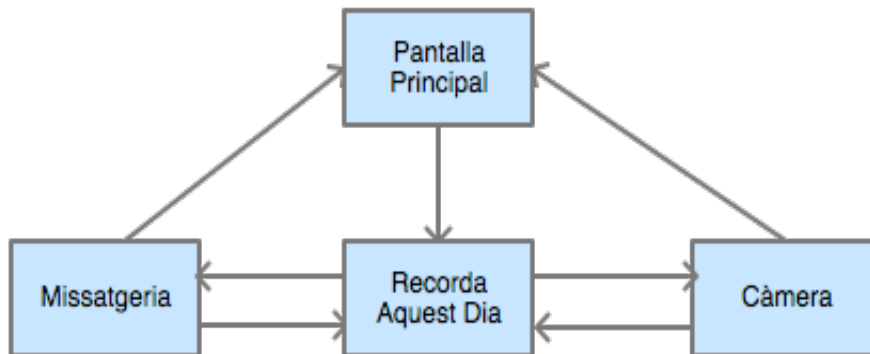 Pantalla
Principal
Missatgeria
Recorda
Aquest Dia
Càmera